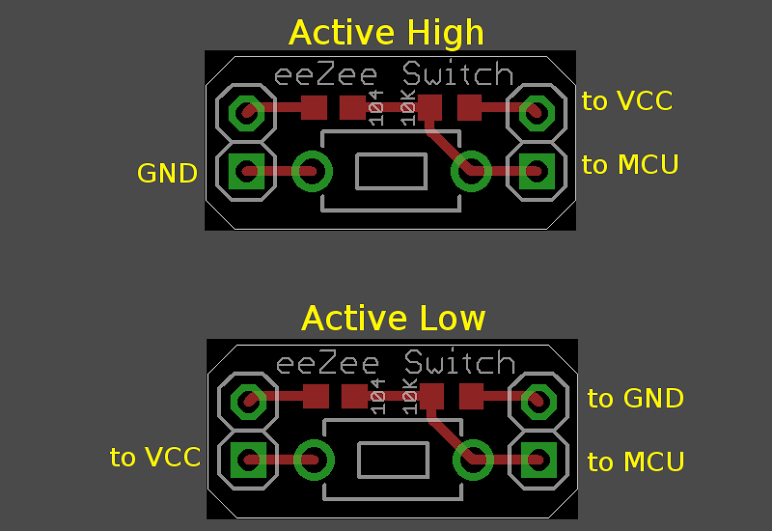 Active High
eeZee Switch
104
10K
to VCC
GND
to MCU
Active Low
eeZee Switch
104
10K
to GND
to VCC
to MCU